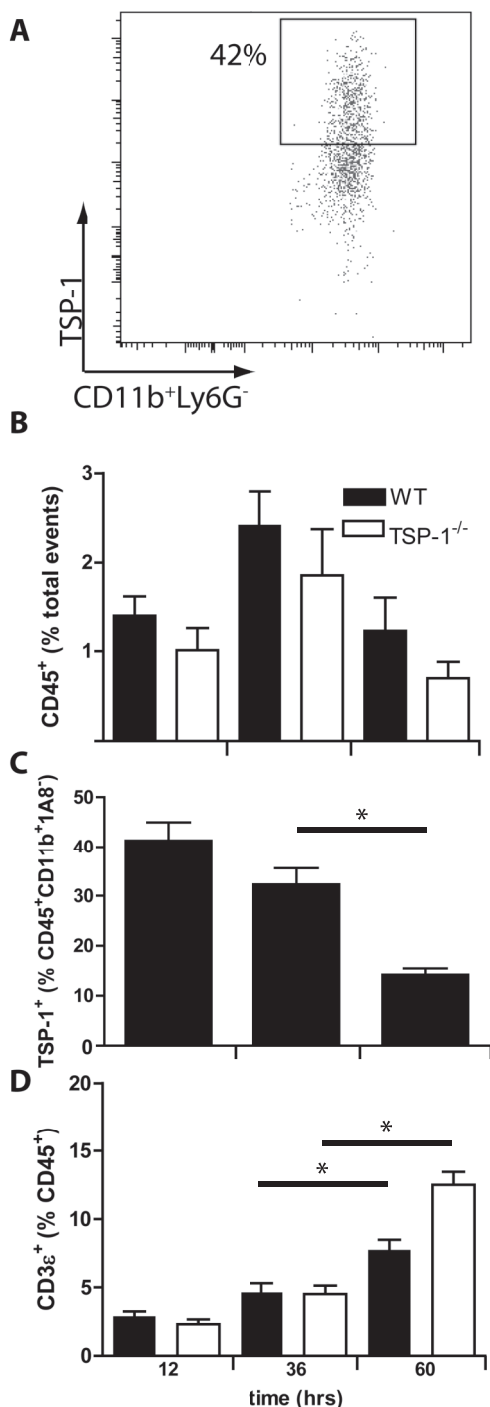 A
42%
TSP-1
CD11b⁺Ly6G⁻
B
3
2
1
CD45⁺ (% total events)
WT
TSP-1⁻/⁻
C
50
40
30
20
10
0
TSP-1⁺ (% CD45⁺CD11b⁺1A8⁻)
*
D
20
15
10
5
0
CD3ε⁺ (% CD45⁺)
*
*
12 36 60
time (hrs)